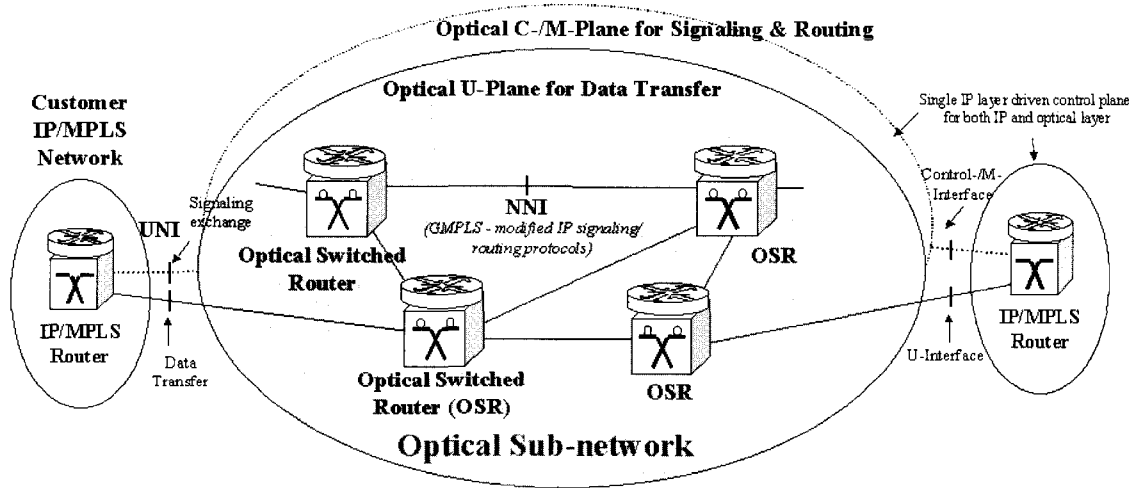 Optical C-/M-Plane for Signaling & Routing
Optical U-Plane for Data Transfer
Customer
IP/MPLS
Network
Single IP layer driven control plane
for both IP and optical layer
Signaling
exchange
UNI
NNI
(GMPLS - modified IP signaling/
routing protocols)
Control-/M-
Interface
Optical Switched
Router
OSR
IP/MPLS
Router
Data
Transfer
Optical Switched
Router (OSR)
OSR
U-Interface
IP/MPLS
Router
Optical Sub-network